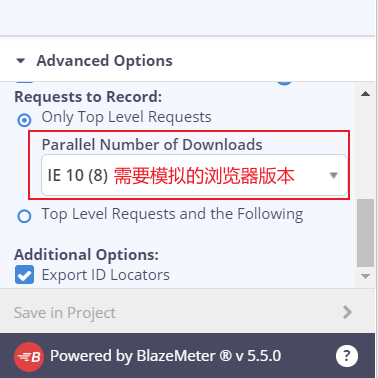 Advanced Options
Requests to Record:
Only Top Level Requests
Parallel Number of Downloads
IE 10 (8) 需要模拟的浏览器版本
Top Level Requests and the Following
Additional Options:
Export ID Locators
Save in Project
B Powered by BlazeMeter ® v 5.5.0 ?